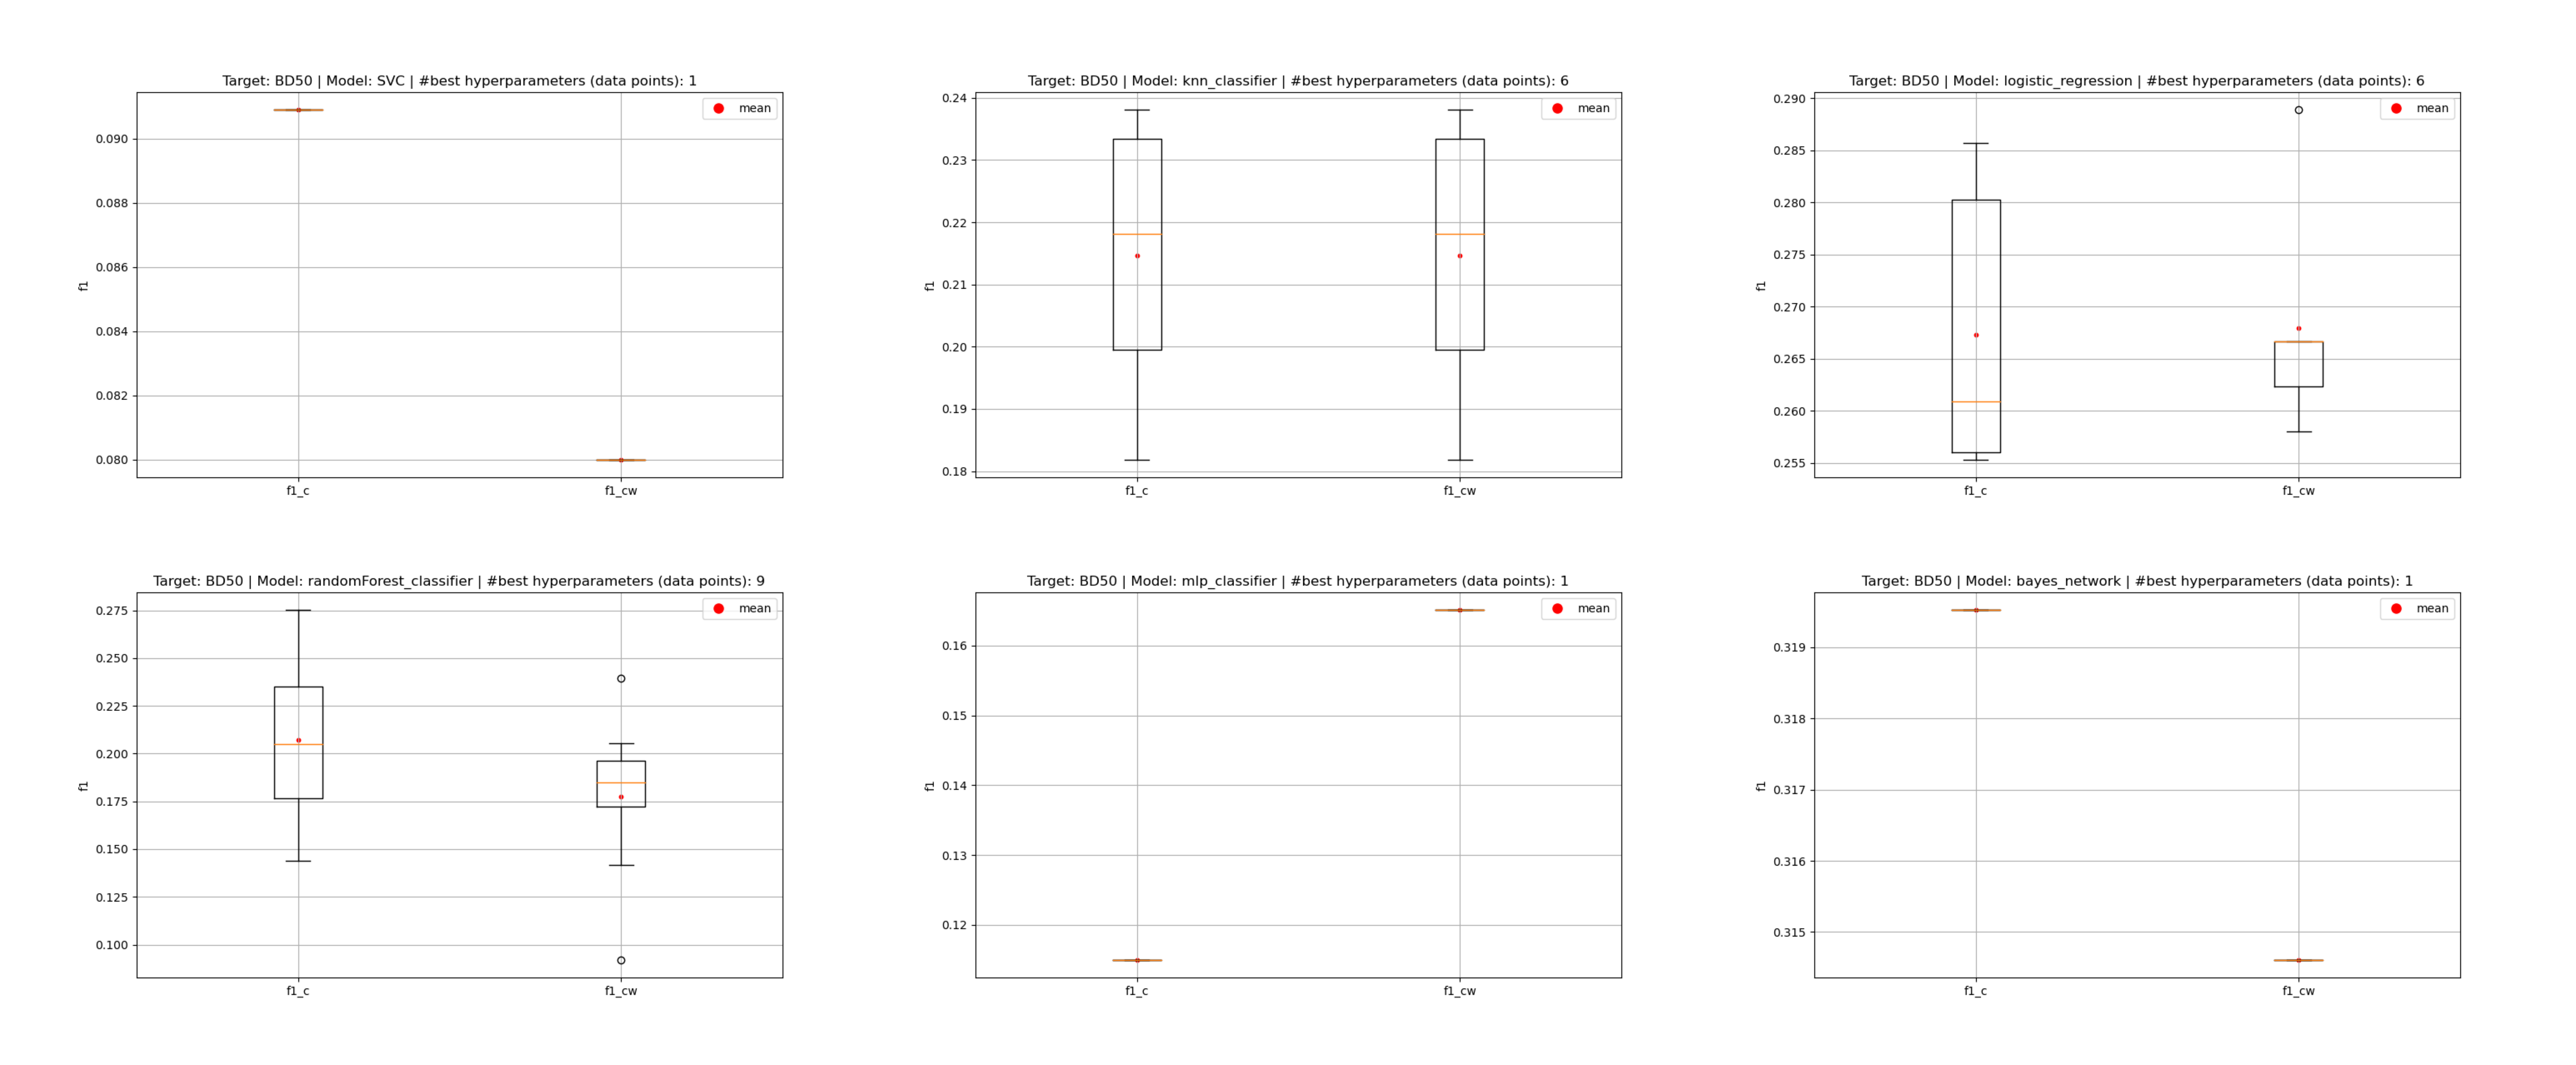 Target: BD50 | Model: SVC | #best hyperparameters (data points): 1
mean
0.090
0.088
0.086
0.084
0.082
0.080
f1
f1_c
f1_cw
Target: BD50 | Model: knn_classifier | #best hyperparameters (data points): 6
mean
0.24
0.23
0.22
0.21
0.20
0.19
0.18
f1
f1_c
f1_cw
Target: BD50 | Model: logistic_regression | #best hyperparameters (data points): 6
mean
0.290
0.285
0.280
0.275
0.270
0.265
0.260
0.255
f1
f1_c
f1_cw
Target: BD50 | Model: randomForest_classifier | #best hyperparameters (data points): 9
mean
0.275
0.250
0.225
0.200
0.175
0.150
0.125
0.100
f1
f1_c
f1_cw
Target: BD50 | Model: mlp_classifier | #best hyperparameters (data points): 1
mean
0.16
0.15
0.14
0.13
0.12
f1
f1_c
f1_cw
Target: BD50 | Model: bayes_network | #best hyperparameters (data points): 1
mean
0.319
0.318
0.317
0.316
0.315
f1
f1_c
f1_cw